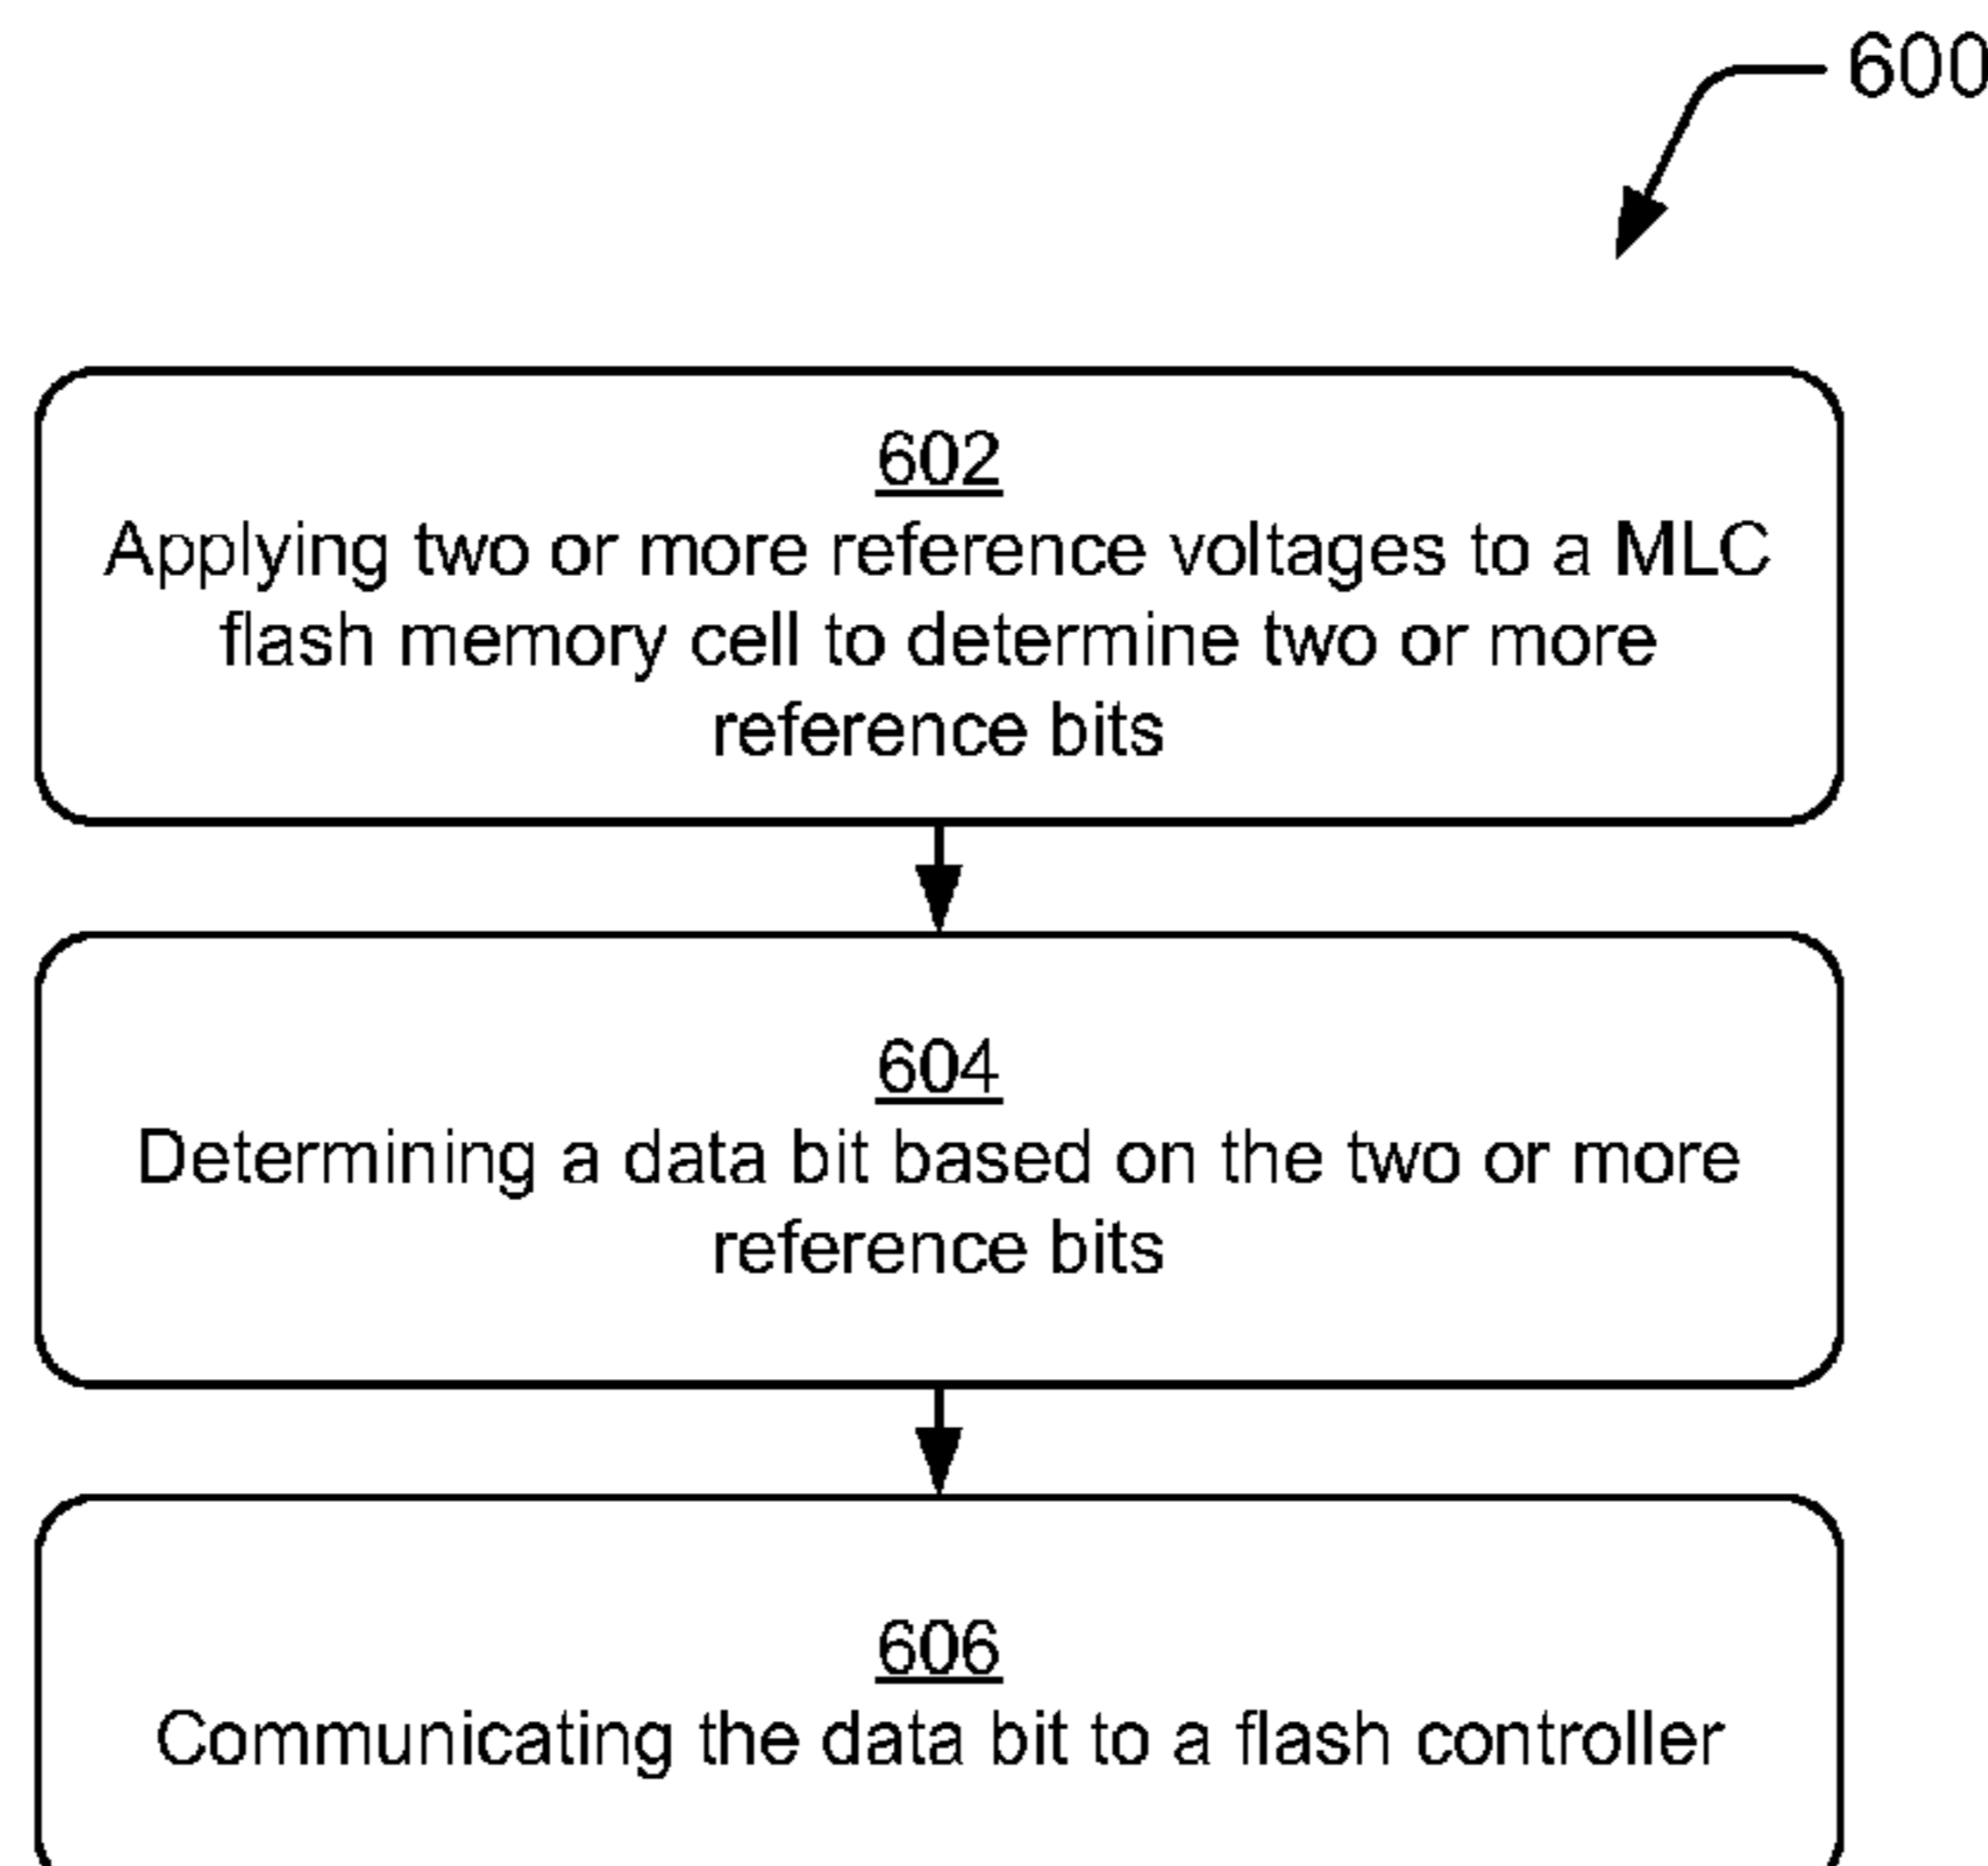 600
602
Applying two or more reference voltages to a MLC
flash memory cell to determine two or more
reference bits
604
Determining a data bit based on the two or more
reference bits
606
Communicating the data bit to a flash controller